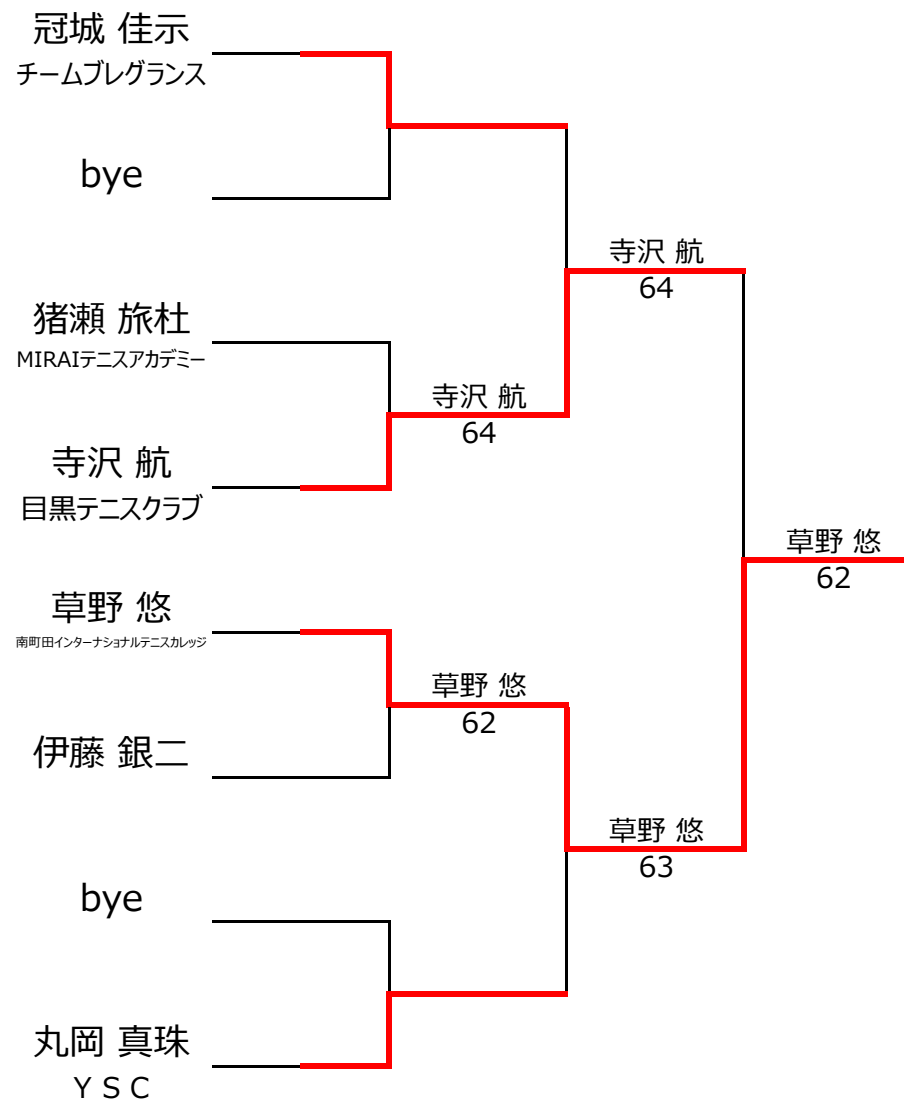 冠城 佳示
チームブレグランス
bye
猪瀬 旅杜
MIRAIテニスアカデミー
寺沢 航
目黒テニスクラブ
草野 悠
南町田インターナショナルテニスカレッジ
伊藤 銀二
bye
丸岡 真珠
ＹＳＣ
寺沢 航
64
草野 悠
62
寺沢 航
64
草野 悠
63
草野 悠
62